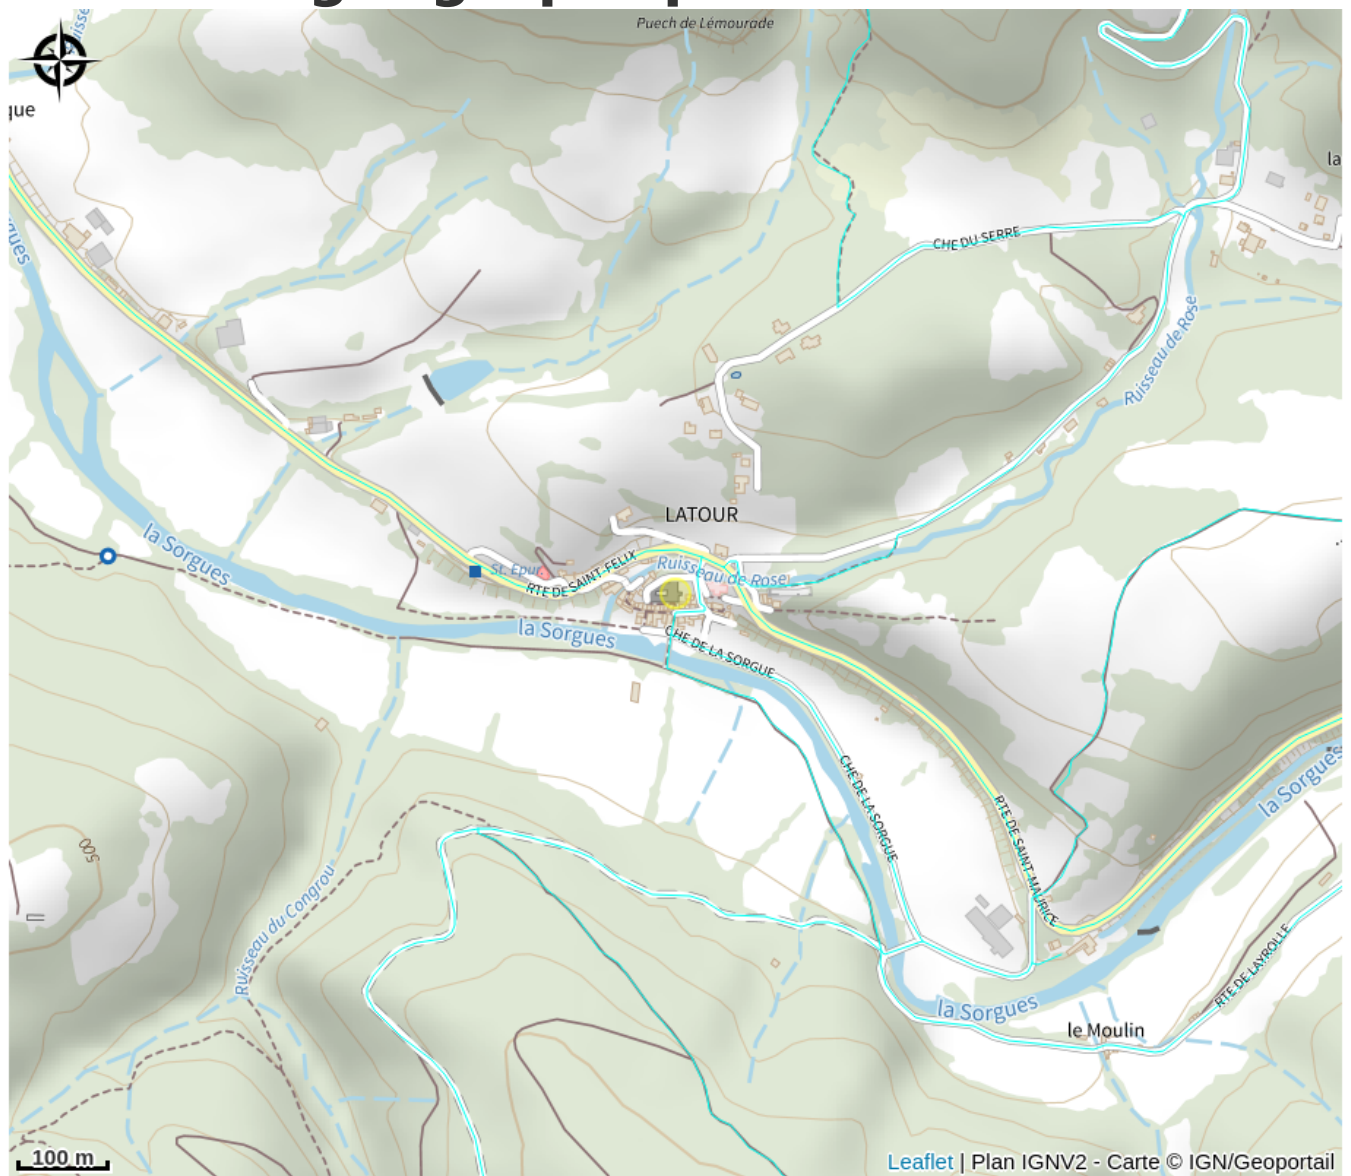 Puech de Lémourade
CHE DU SERRE
Ruisseau de Rose
LATOUR
la Sorgues
St. Epur
RTE DE SAINT-FELIX
Ruisseau de Rose
la Sorgues
CHE DE LA SORGUE
CHE DE LA SORGUE
RTE DE SAINT-MAURICE
la Sorgues
500
Ruisseau du Congrou
la Sorgues
RTE DE LAYROLLE
le Moulin
100 m
Leaflet | Plan IGNV2 - Carte © IGN/Geoportail